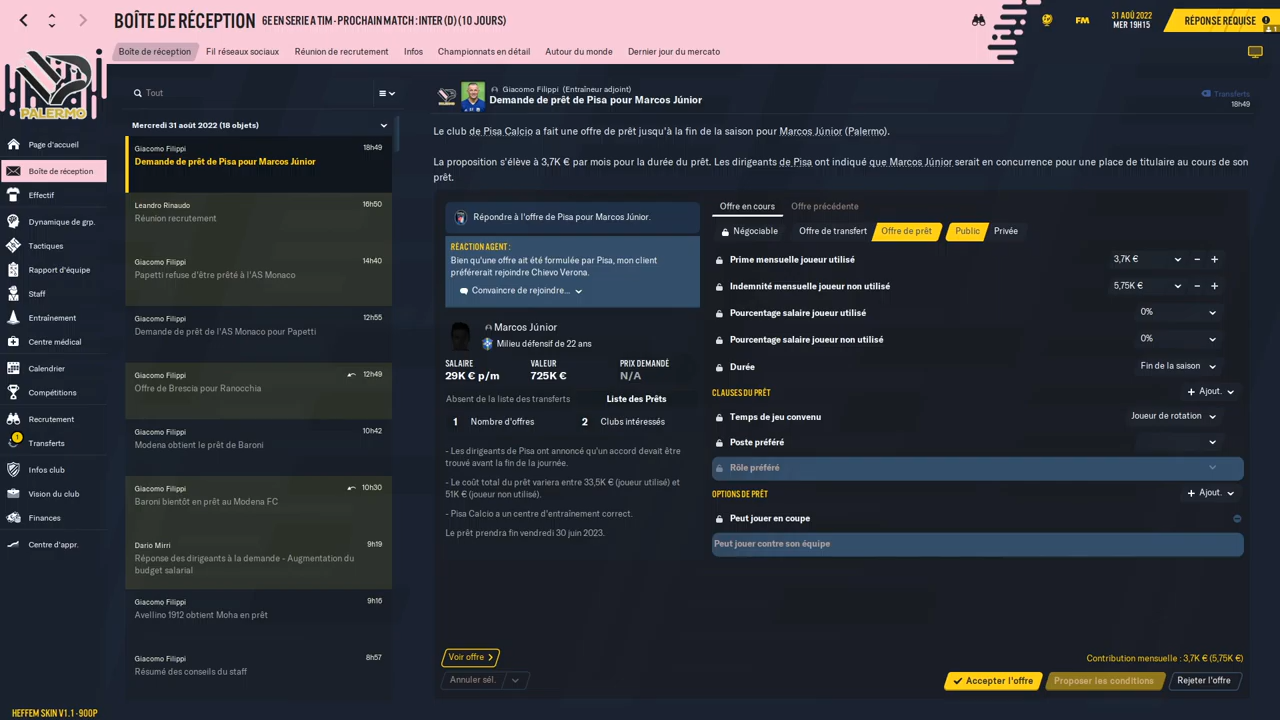 BOÎTE DE RÉCEPTION
6E EN SERIE A TIM - PROCHAIN MATCH : INTER (D) (10 JOURS)
FM
31 AOÛ 2022
MER 19H15
RÉPONSE REQUISE
1
Boîte de réception
Fil réseaux sociaux
Réunion de recrutement
Infos
Championnats en détail
Autour du monde
Dernier jour du mercato
PALERMO
Page d'accueil
Boîte de réception
Effectif
Dynamique de grp.
Tactiques
Rapport d'équipe
Staff
Entraînement
Centre médical
Calendrier
Compétitions
Recrutement
1
Transferts
Infos club
Vision du club
Finances
Centre d'appr.
HEFFEM SKIN V1.1 - 900P
Tout
Mercredi 31 août 2022 (18 objets)
Giacomo Filippi 18h49
Demande de prêt de Pisa pour Marcos Júnior
Leandro Rinaudo 16h50
Réunion recrutement
Giacomo Filippi 14h40
Papetti refuse d'être prêté à l'AS Monaco
Giacomo Filippi 12h55
Demande de prêt de l'AS Monaco pour Papetti
Giacomo Filippi 12h49
Offre de Brescia pour Ranocchia
Giacomo Filippi 10h42
Modena obtient le prêt de Baroni
Giacomo Filippi 10h30
Baroni bientôt en prêt au Modena FC
Dario Mirri 9h19
Réponse des dirigeants à la demande - Augmentation du
budget salarial
Giacomo Filippi 9h16
Avellino 1912 obtient Moha en prêt
Giacomo Filippi 8h57
Résumé des conseils du staff
Giacomo Filippi (Entraîneur adjoint)
Demande de prêt de Pisa pour Marcos Júnior
Transferts
18h49
Le club de Pisa Calcio a fait une offre de prêt jusqu'à la fin de la saison pour Marcos Júnior (Palermo).
La proposition s'élève à 3,7K € par mois pour la durée du prêt. Les dirigeants de Pisa ont indiqué que Marcos Júnior serait en concurrence pour une place de titulaire au cours de son
prêt.
Répondre à l'offre de Pisa pour Marcos Júnior.
RÉACTION AGENT :
Bien qu'une offre ait été formulée par Pisa, mon client
préférerait rejoindre Chievo Verona.
Convaincre de rejoindre...
Marcos Júnior
Milieu défensif de 22 ans
SALAIRE VALEUR PRIX DEMANDÉ
29K € p/m 725K € N/A
Absent de la liste des transferts Liste des Prêts
1 Nombre d'offres 2 Clubs intéressés
- Les dirigeants de Pisa ont annoncé qu'un accord devait être
trouvé avant la fin de la journée.
- Le coût total du prêt variera entre 33,5K € (joueur utilisé) et
51K € (joueur non utilisé).
- Pisa Calcio a un centre d'entraînement correct.
Le prêt prendra fin vendredi 30 juin 2023.
Voir offre
Annuler sél.
Offre en cours
Offre précédente
Négociable
Offre de transfert
Offre de prêt
Public
Privée
Prime mensuelle joueur utilisé 3,7K €
Indemnité mensuelle joueur non utilisé 5,75K €
Pourcentage salaire joueur utilisé 0%
Pourcentage salaire joueur non utilisé 0%
Durée Fin de la saison
CLAUSES DU PRÊT Ajout.
Temps de jeu convenu Joueur de rotation
Poste préféré
Rôle préféré
OPTIONS DE PRÊT Ajout.
Peut jouer en coupe
Peut jouer contre son équipe
Contribution mensuelle : 3,7K € (5,75K €)
Accepter l'offre
Proposer les conditions
Rejeter l'offre